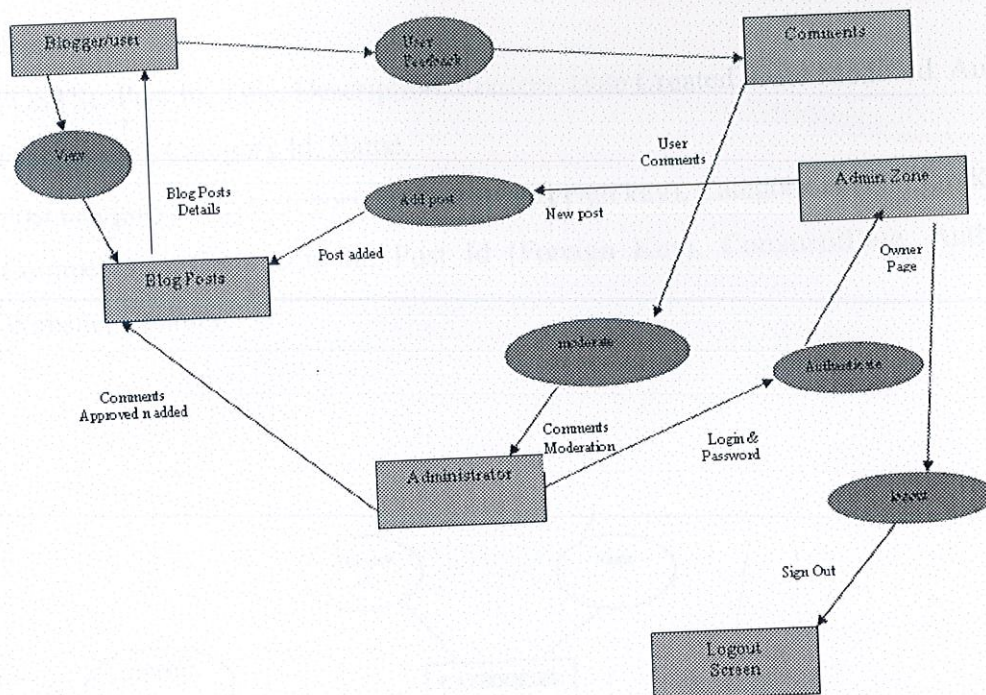 Blogger/user
User
Feedback
Comments
View
User
Comments
Admin Zone
Blog Posts
Details
Add post
New post
Post added
Owner
Page
Blog Posts
moderate
Authenticate
Comments
Approved n added
Comments
Moderation
Login &
Password
Administrator
logout
Sign Out
Logout
Screen